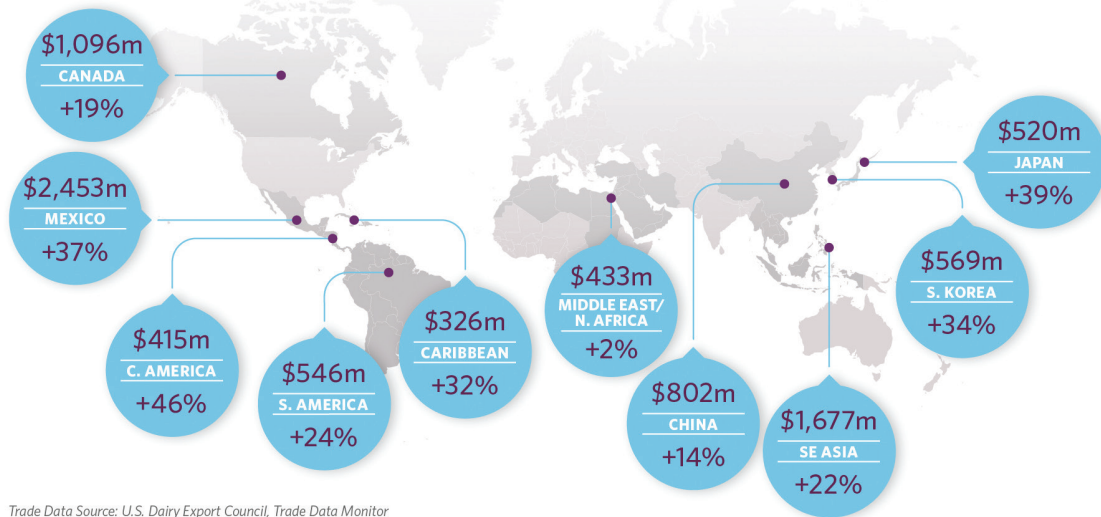 $1,096m
CANADA
+19%
$2,453m
MEXICO
+37%
$415m
C. AMERICA
+46%
$546m
S. AMERICA
+24%
$326m
CARIBBEAN
+32%
$433m
MIDDLE EAST/
N. AFRICA
+2%
$802m
CHINA
+14%
$1,677m
SE ASIA
+22%
$569m
S. KOREA
+34%
$520m
JAPAN
+39%
Trade Data Source: U.S. Dairy Export Council, Trade Data Monitor